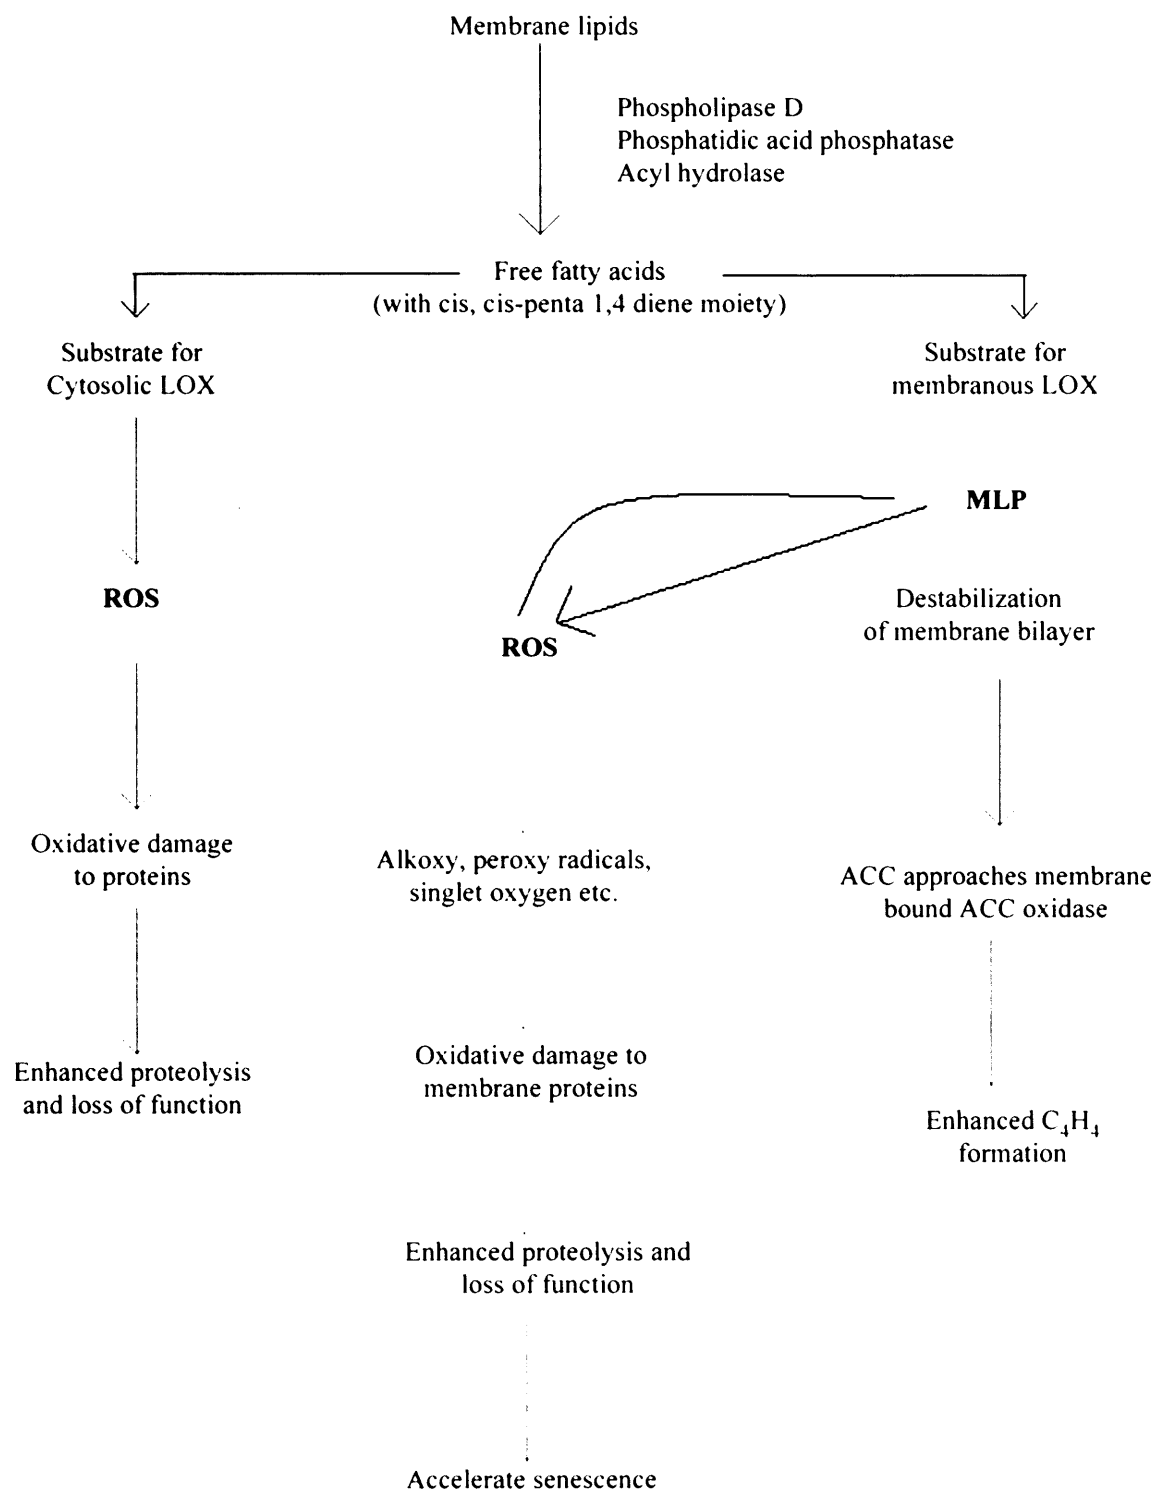 Membrane lipids
Phospholipase D
Phosphatidic acid phosphatase
Acyl hydrolase
Free fatty acids
(with cis, cis-penta 1,4 diene moiety)
Substrate for
Cytosolic LOX
Substrate for
membranous LOX
MLP
ROS
Destabilization
of membrane bilayer
ROS
Oxidative damage
to proteins
Alkoxy, peroxy radicals,
singlet oxygen etc.
ACC approaches membrane
bound ACC oxidase
Enhanced proteolysis
and loss of function
Oxidative damage to
membrane proteins
Enhanced C₄H₄
formation
Enhanced proteolysis and
loss of function
Accelerate senescence